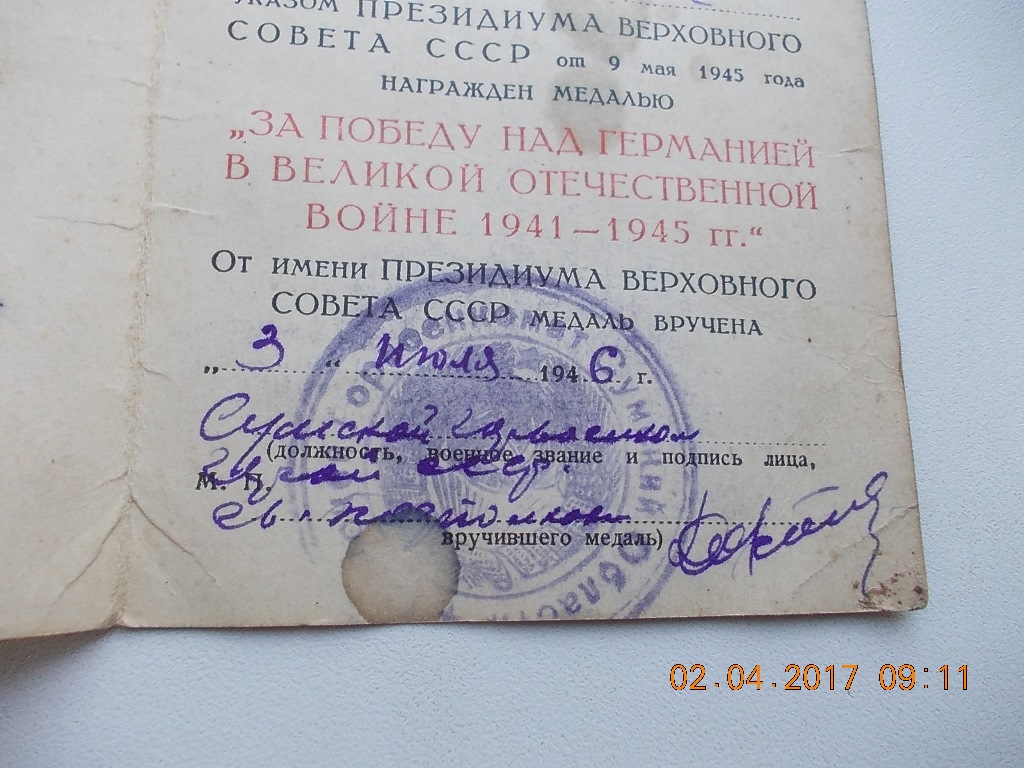 УКАЗОМ ПРЕЗИДИУМА ВЕРХОВНОГО
СОВЕТА СССР от 9 мая 1945 года
НАГРАЖДЕН МЕДАЛЬЮ
„ЗА ПОБЕДУ НАД ГЕРМАНИЕЙ
В ВЕЛИКОЙ ОТЕЧЕСТВЕННОЙ
ВОЙНЕ 1941—1945 гг.“
От имени ПРЕЗИДИУМА ВЕРХОВНОГО
СОВЕТА СССР МЕДАЛЬ ВРУЧЕНА
„3“ июля 1946 г.
Сумской
(должность, военное звание и подпись лица,
М. П.
вручившего медаль)
02.04.2017 09:11